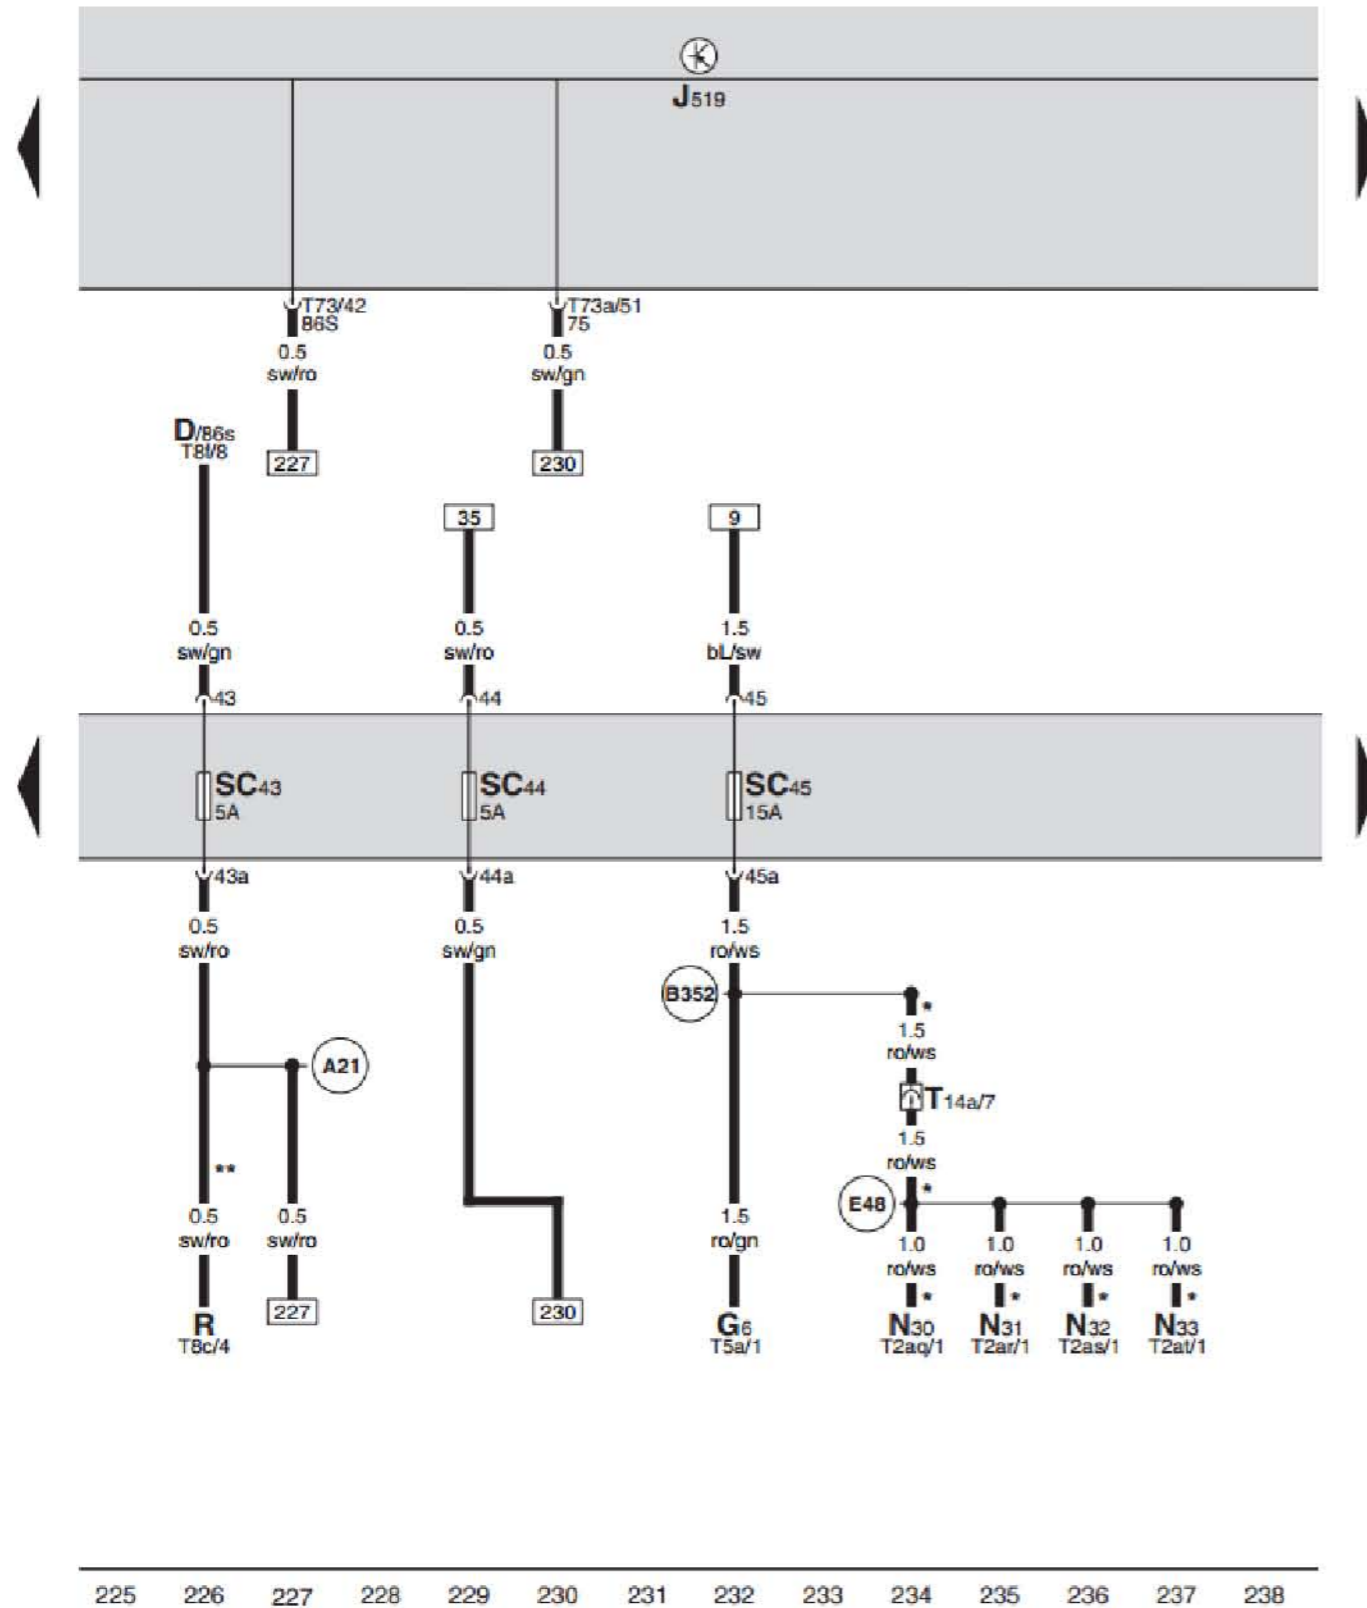 J519
T73/42
86S
T73a/51
75
0.5
sw/ro
0.5
sw/gn
D/86s
T8f/8
227
230
35
9
0.5
sw/gn
0.5
sw/ro
1.5
bL/sw
43
44
45
SC43
5A
SC44
5A
SC45
15A
43a
44a
45a
0.5
sw/ro
0.5
sw/gn
1.5
ro/ws
B352
*
1.5
ro/ws
A21
T14a/7
1.5
ro/ws
**
*
E48
0.5
sw/ro
0.5
sw/ro
1.5
ro/gn
1.0
ro/ws
1.0
ro/ws
1.0
ro/ws
1.0
ro/ws
* * * *
R
T8c/4
227
230
G6
T5a/1
N30
T2aq/1
N31
T2ar/1
N32
T2as/1
N33
T2at/1
225 226 227 228 229 230 231 232 233 234 235 236 237 238